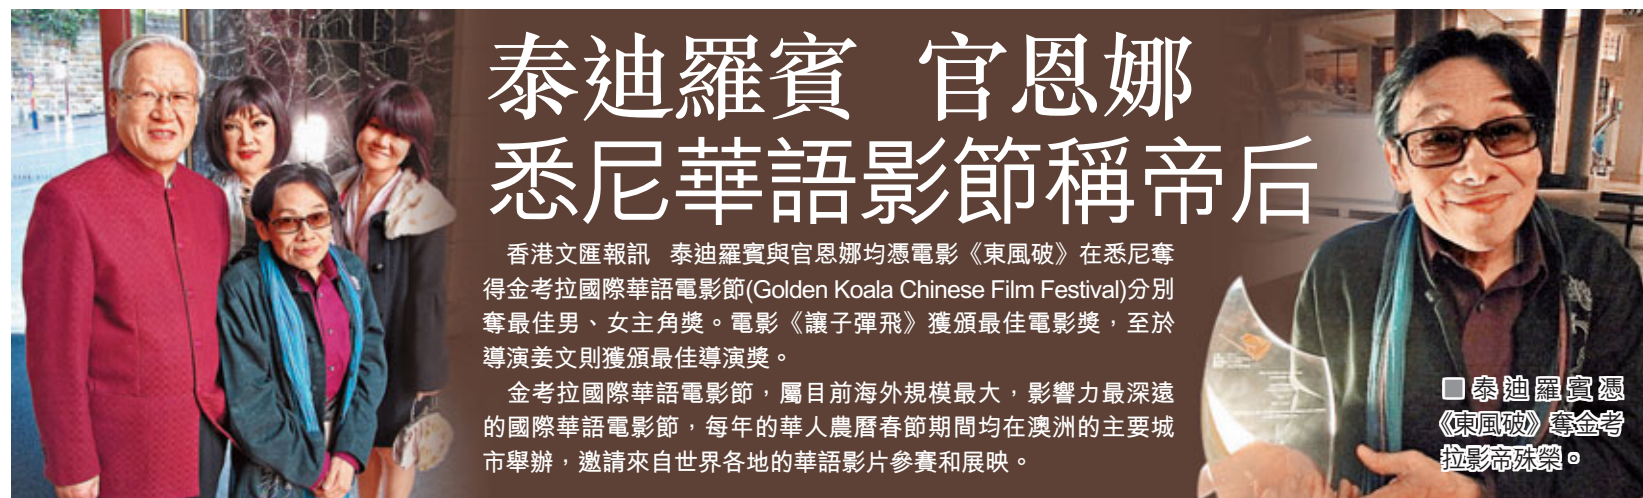 泰迪羅賓 官恩娜
悉尼華語影節稱帝后
香港文匯報訊 泰迪羅賓與官恩娜均憑電影《東風破》在悉尼奪
得金考拉國際華語電影節(Golden Koala Chinese Film Festival)分別
奪最佳男、女主角獎。電影《讓子彈飛》獲頒最佳電影獎，至於
導演姜文則獲頒最佳導演獎。
金考拉國際華語電影節，屬目前海外規模最大，影響力最深遠
的國際華語電影節，每年的華人農曆春節期間均在澳洲的主要城
市舉辦，邀請來自世界各地的華語影片參賽和展映。
■泰迪羅賓憑
《東風破》奪金考
拉影帝殊榮。